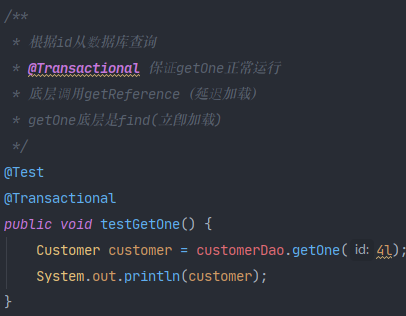 /**
* 根据id从数据库查询
* @Transactional 保证getOne正常运行
* 底层调用getReference（延迟加载）
* getOne底层是find(立即加载)
*/
@Test
@Transactional
public void testGetOne() {
Customer customer = customerDao.getOne( id: 4l);
System.out.println(customer);
}